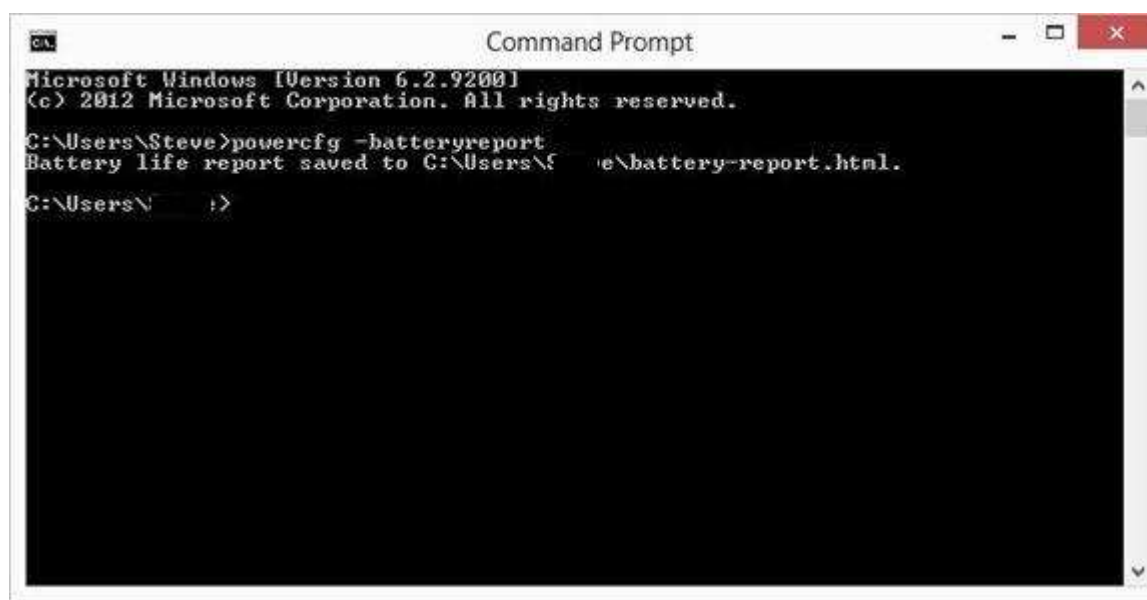 Command Prompt
Microsoft Windows [Version 6.2.9200]
(c) 2012 Microsoft Corporation. All rights reserved.
C:\Users\Steve>powercfg -batteryreport
Battery life report saved to C:\Users\S e\battery-report.html.
C:\Users\ >